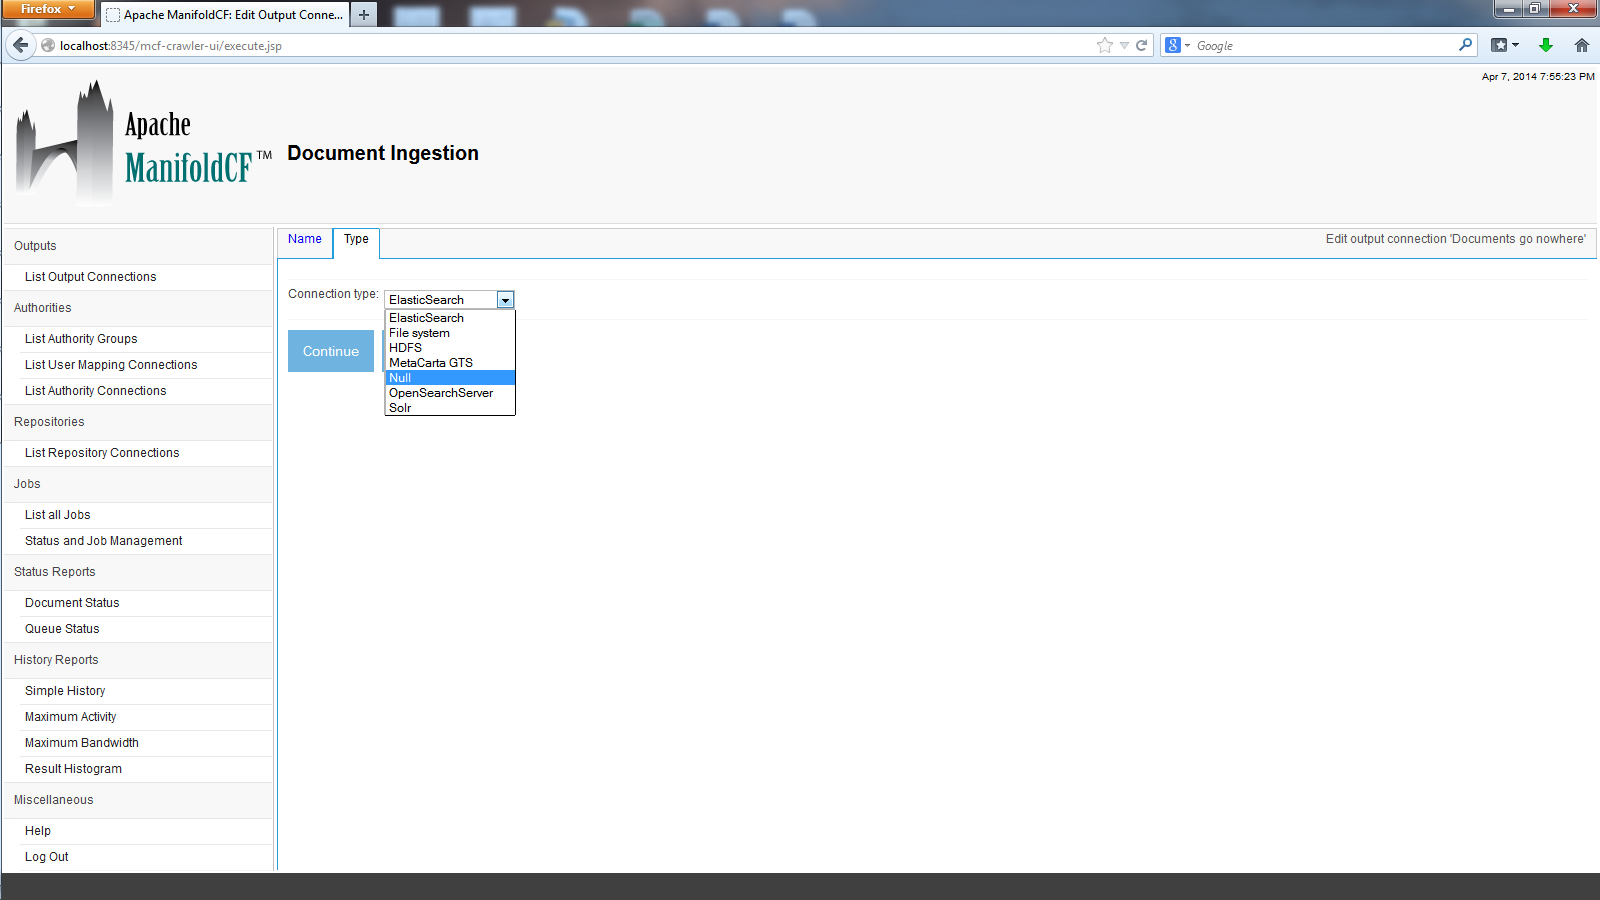 Firefox
Apache ManifoldCF: Edit Output Conne...
localhost:8345/mcf-crawler-ui/execute.jsp
Google
Apr 7, 2014 7:55:23 PM
Apache
ManifoldCF™
Document Ingestion
Outputs
List Output Connections
Authorities
List Authority Groups
List User Mapping Connections
List Authority Connections
Repositories
List Repository Connections
Jobs
List all Jobs
Status and Job Management
Status Reports
Document Status
Queue Status
History Reports
Simple History
Maximum Activity
Maximum Bandwidth
Result Histogram
Miscellaneous
Help
Log Out
Name
Type
Edit output connection 'Documents go nowhere'
Connection type:
ElasticSearch
ElasticSearch
File system
HDFS
MetaCarta GTS
Null
OpenSearchServer
Solr
Continue